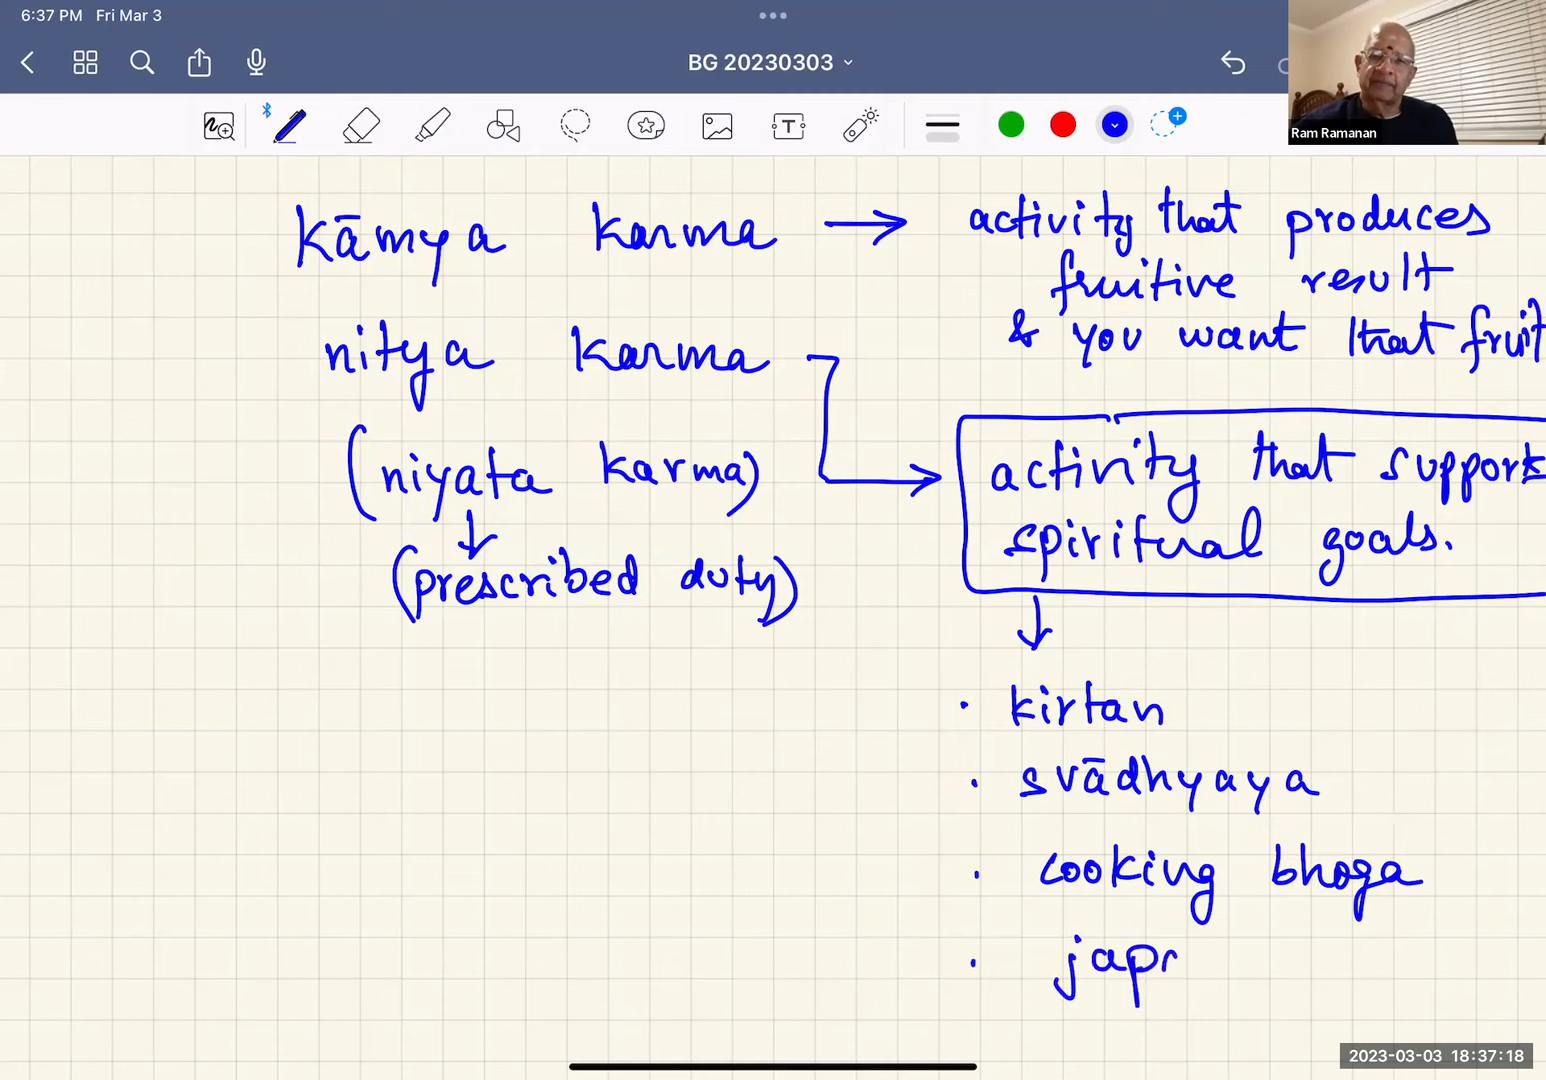 6:37 PM Fri Mar 3
BG 20230303
Ram Ramanan
kāmya karma → activity that produces
fruitive result
& you want that fruit
nitya karma
(niyata karma) → activity that supports
spiritual goals.
(prescribed duty)
· kirtan
· svādhyaya
· cooking bhoga
· jap
2023-03-03 18:37:18